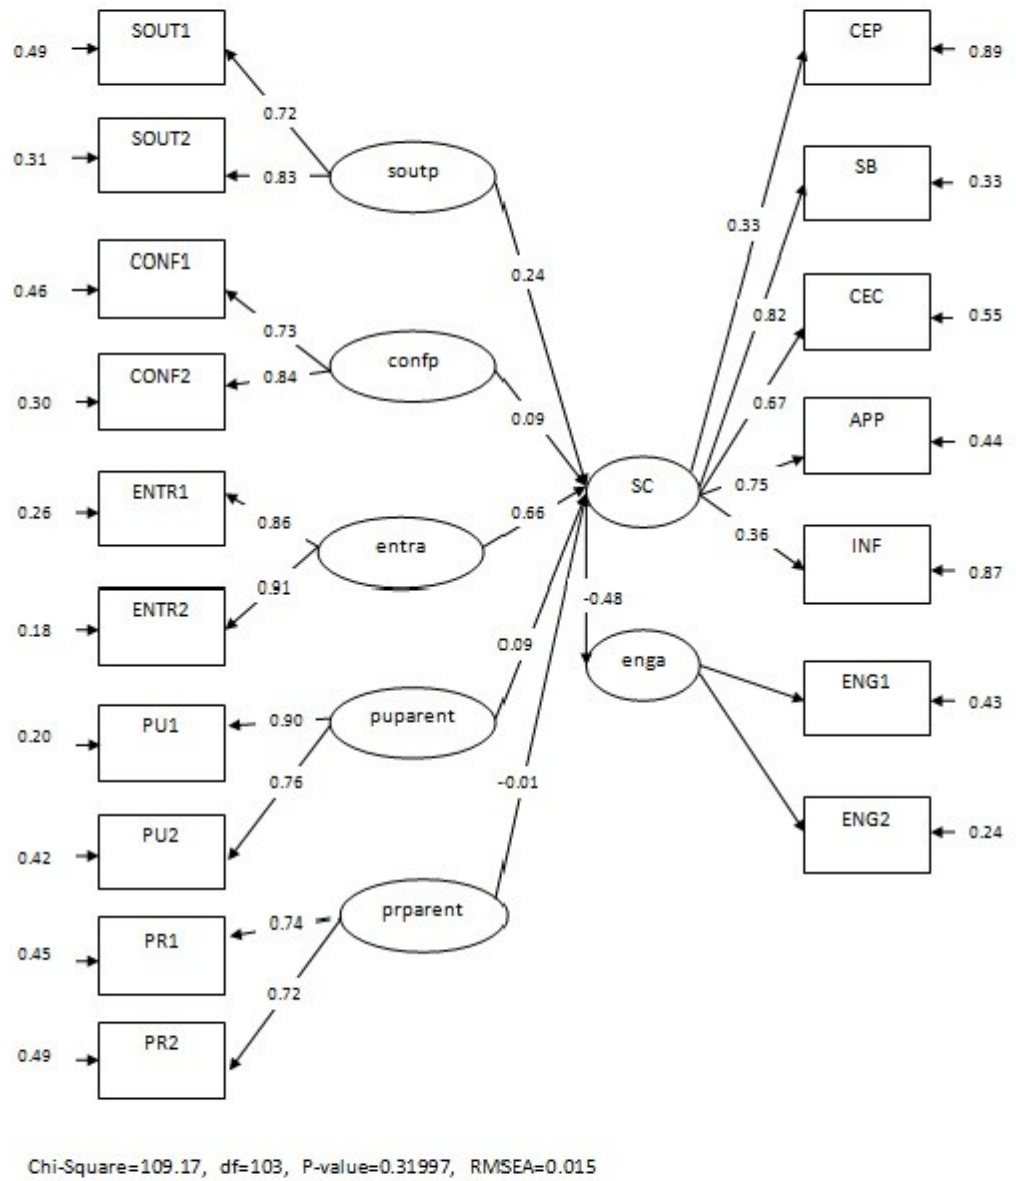 SOUT1
0.49
0.72
SOUT2
0.31
0.83
soutp
CONF1
0.46
0.73
CONF2
0.30
0.84
confp
ENTR1
0.26
0.86
ENTR2
0.18
0.91
entra
PU1
0.20
0.90
PU2
0.42
0.76
puparent
PR1
0.45
0.74
PR2
0.49
0.72
prparent
0.24
0.09
0.66
0.09
-0.01
SC
-0.48
enga
0.33
0.82
0.67
0.75
0.36
CEP
0.89
SB
0.33
CEC
0.55
APP
0.44
INF
0.87
ENG1
0.43
ENG2
0.24
Chi-Square=109.17, df=103, P-value=0.31997, RMSEA=0.015